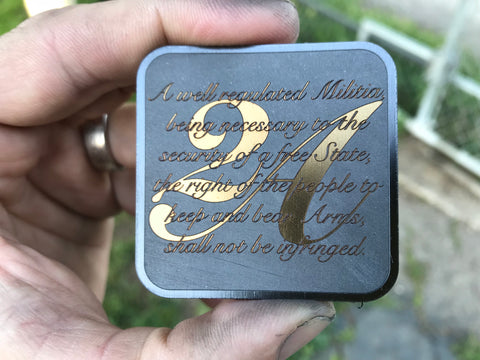 2A
A well regulated Militia,
being necessary to the
security of a free State,
the right of the people to
keep and bear Arms,
shall not be infringed.